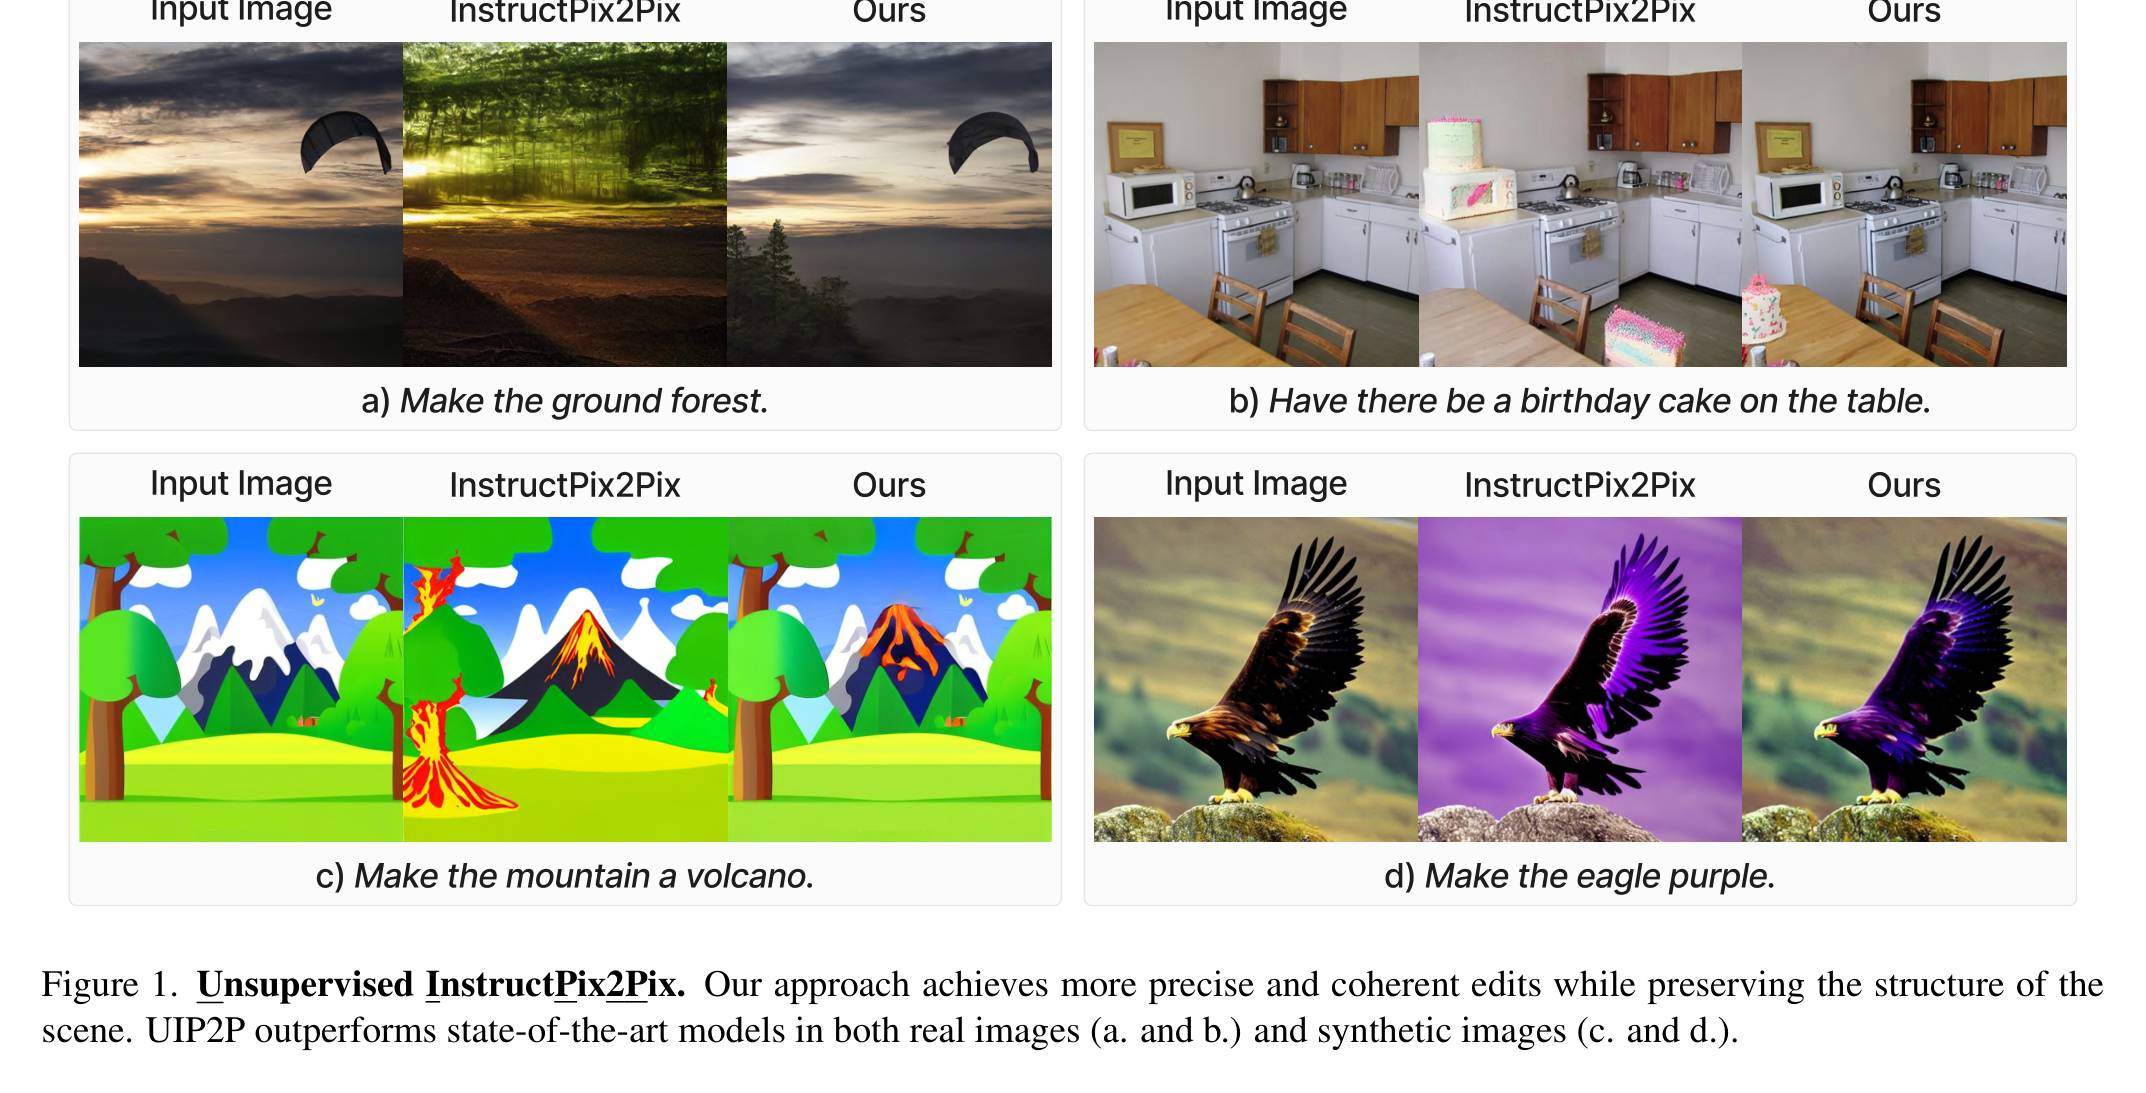 Input Image InstructPix2Pix Ours
Input Image InstructPix2Pix Ours
a) Make the ground forest.
b) Have there be a birthday cake on the table.
Input Image InstructPix2Pix Ours
Input Image InstructPix2Pix Ours
c) Make the mountain a volcano.
d) Make the eagle purple.
Figure 1. Unsupervised InstructPix2Pix. Our approach achieves more precise and coherent edits while preserving the structure of the
scene. UIP2P outperforms state-of-the-art models in both real images (a. and b.) and synthetic images (c. and d.).